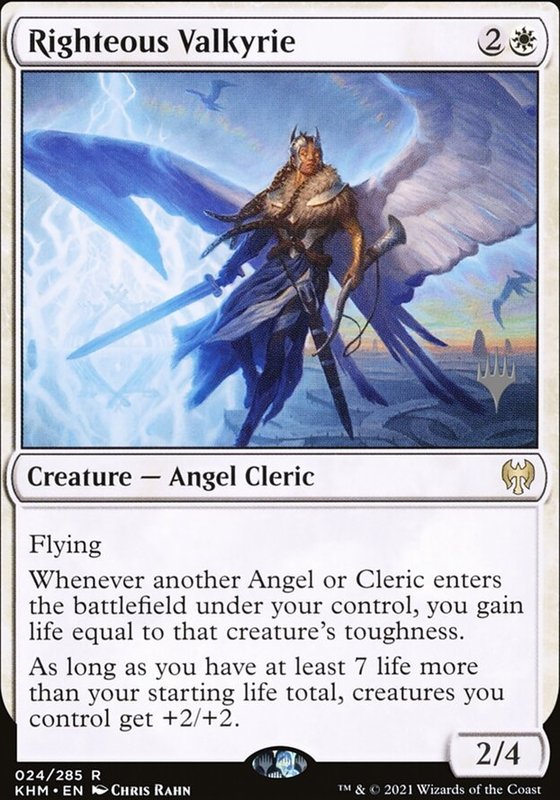 Righteous Valkyrie 2
Creature — Angel Cleric
Flying
Whenever another Angel or Cleric enters
the battlefield under your control, you gain
life equal to that creature's toughness.
As long as you have at least 7 life more
than your starting life total, creatures you
control get +2/+2.
2/4
024/285 R
KHM • EN Chris Rahn
™ & © 2021 Wizards of the Coast